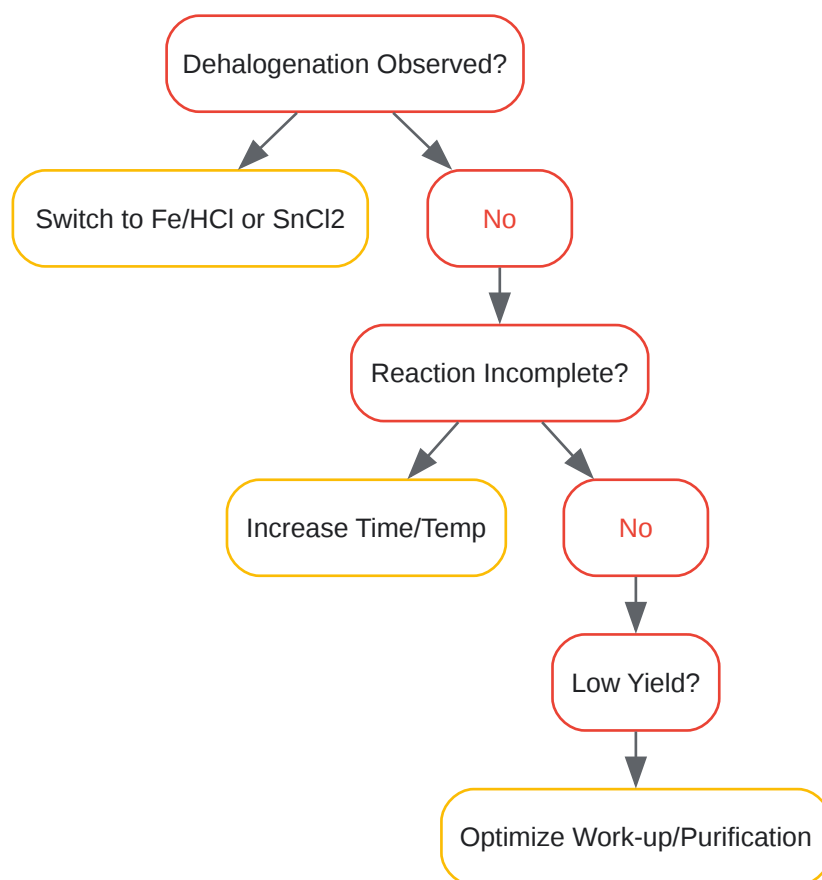 Dehalogenation Observed?
Switch to Fe/HCl or SnCl2
No
Reaction Incomplete?
Increase Time/Temp
No
Low Yield?
Optimize Work-up/Purification